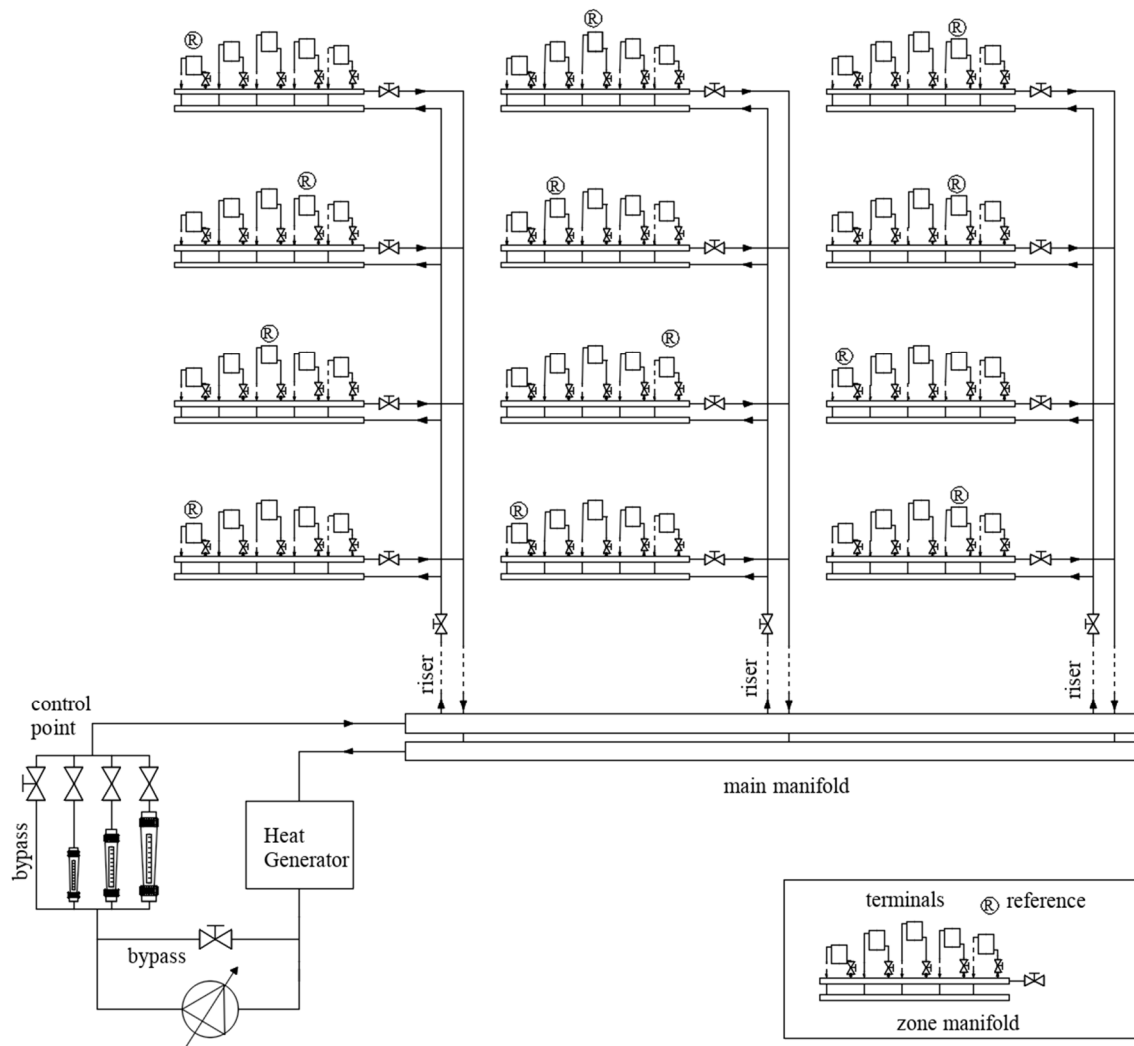 Ⓡ
Ⓡ
Ⓡ
Ⓡ
Ⓡ
Ⓡ
Ⓡ
Ⓡ
Ⓡ
Ⓡ
Ⓡ
Ⓡ
riser
riser
riser
control
point
main manifold
bypass
Heat
Generator
bypass
terminals
Ⓡ reference
zone manifold